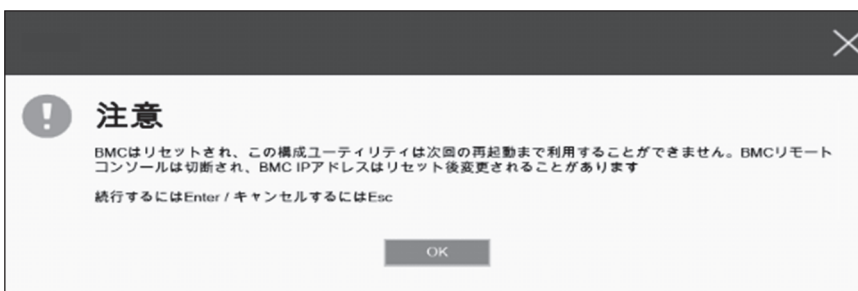 注意
BMCはリセットされ、この構成ユーティリティは次回の再起動まで利用することができません。BMCリモート
コンソールは切断され、BMC IPアドレスはリセット後変更されることがあります
続行するにはEnter / キャンセルするにはEsc
OK